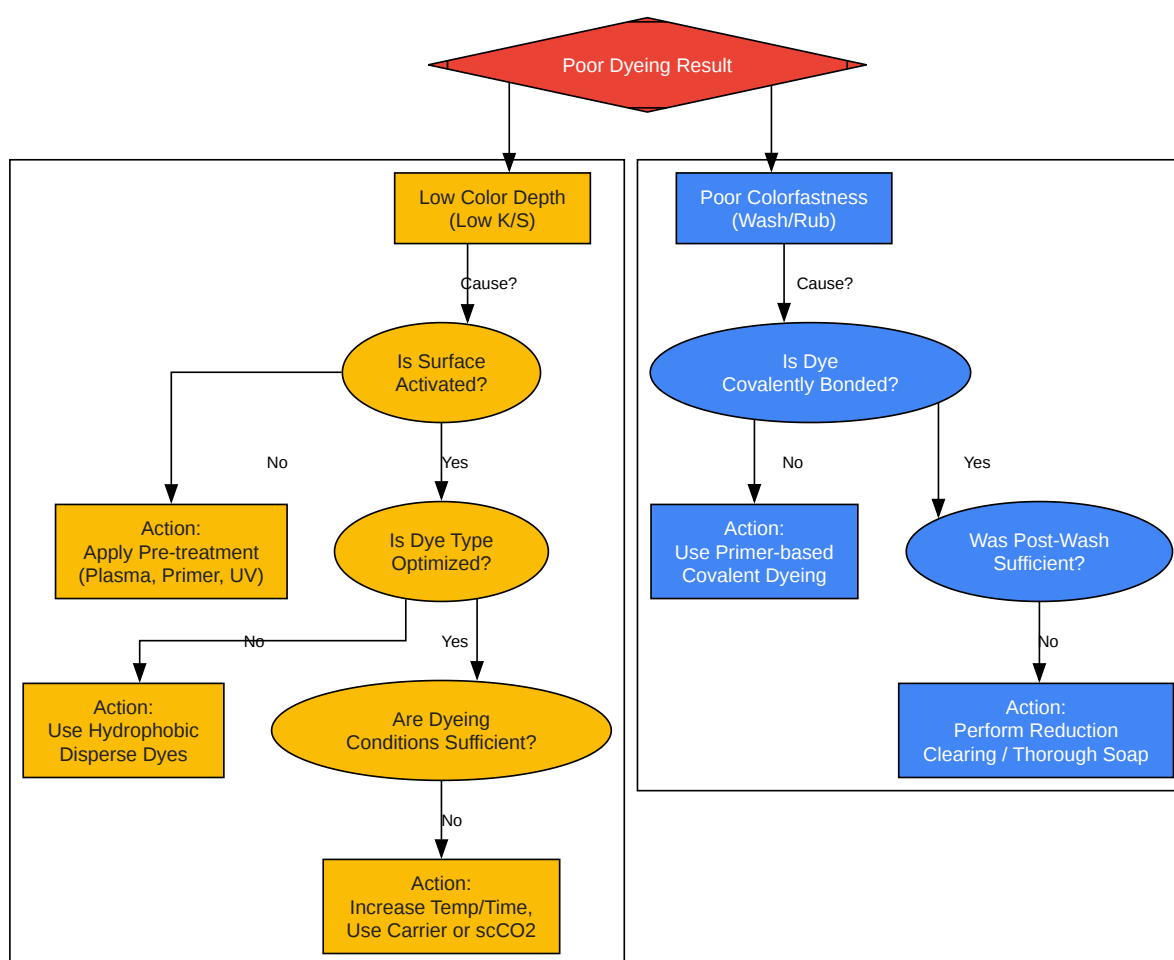 Poor Dyeing Result
Low Color Depth
(Low K/S)
Poor Colorfastness
(Wash/Rub)
Cause?
Cause?
Is Surface
Activated?
Is Dye
Covalently Bonded?
No
Yes
No
Yes
Action:
Apply Pre-treatment
(Plasma, Primer, UV)
Is Dye Type
Optimized?
Action:
Use Primer-based
Covalent Dyeing
Was Post-Wash
Sufficient?
No
Yes
No
Action:
Use Hydrophobic
Disperse Dyes
Are Dyeing
Conditions Sufficient?
Action:
Perform Reduction
Clearing / Thorough Soap
No
Action:
Increase Temp/Time,
Use Carrier or scCO2